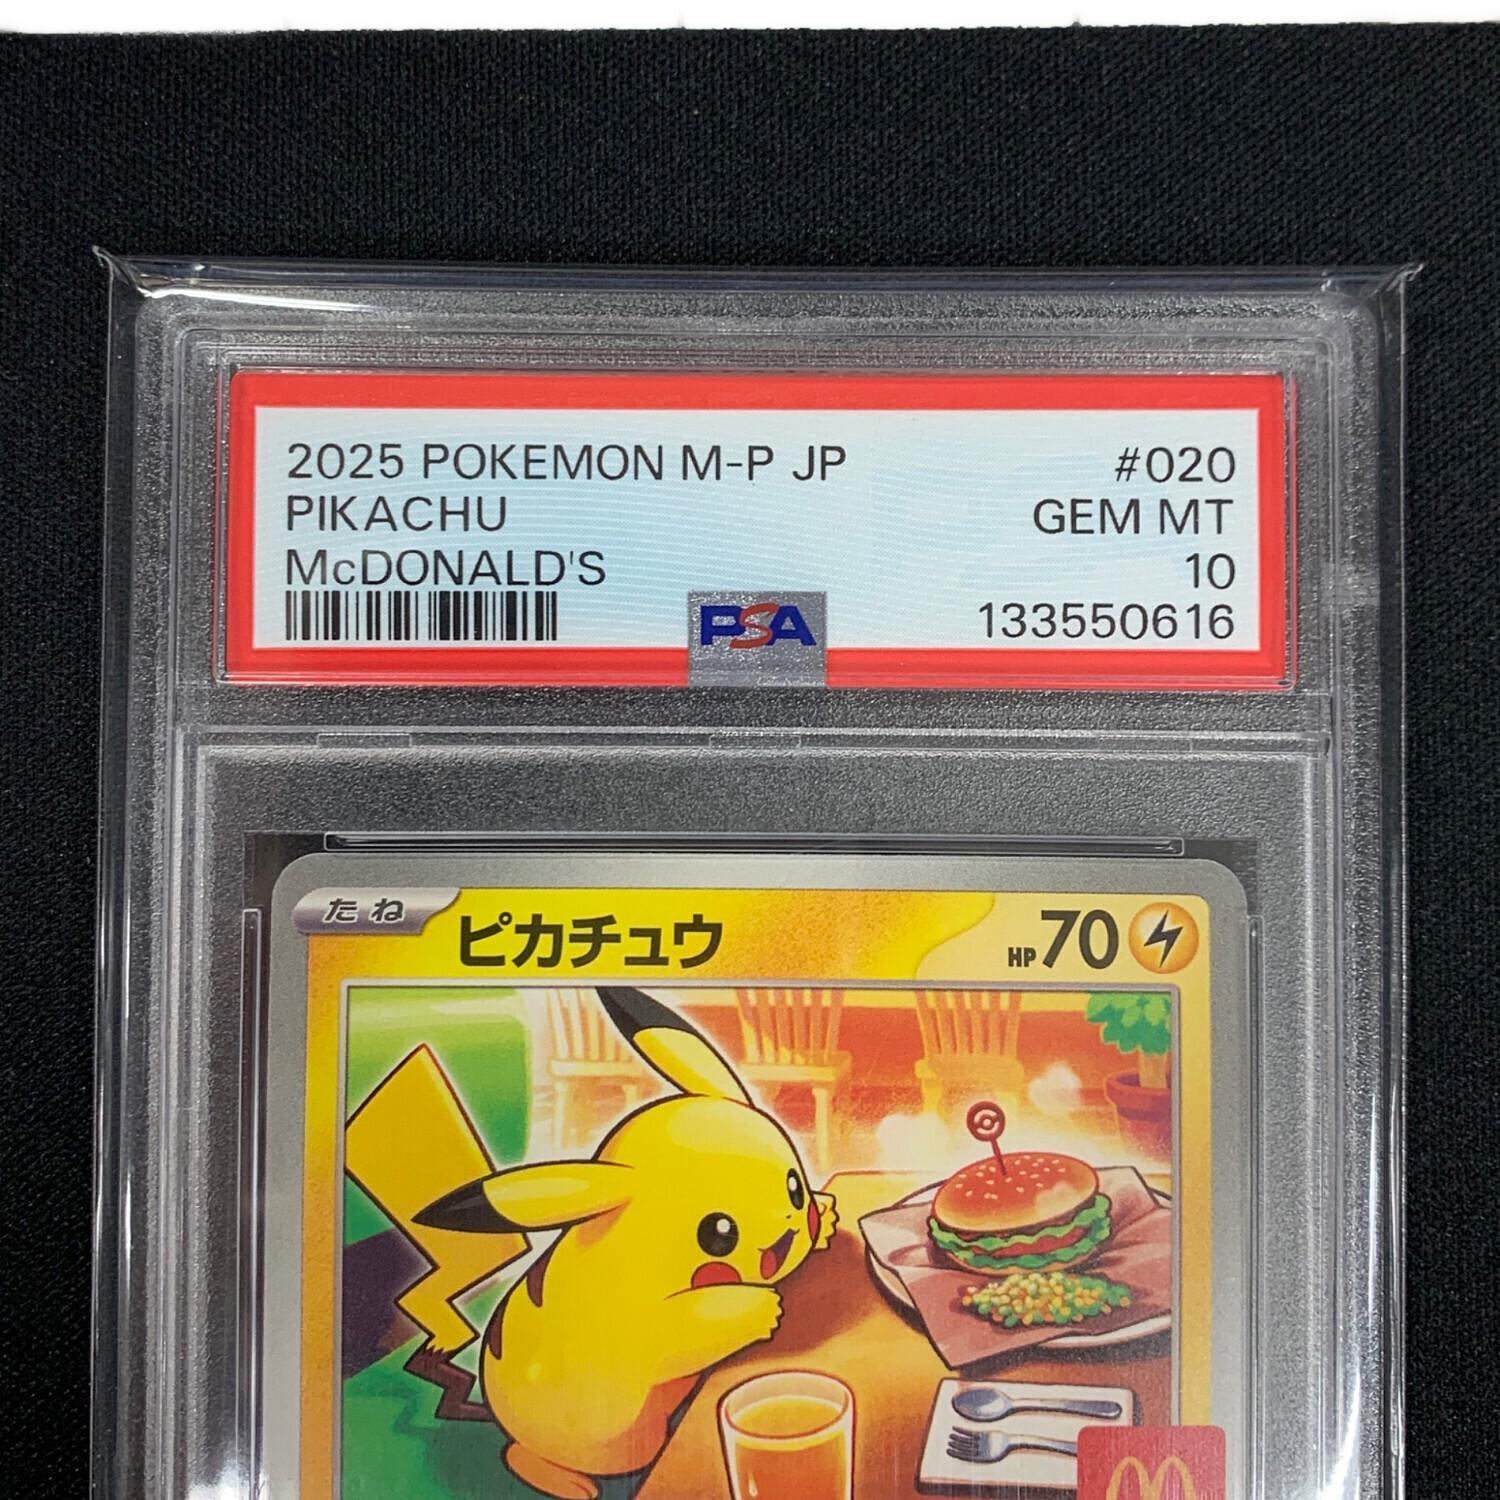 2025 POKEMON M-P JP #020
PIKACHU GEM MT
McDONALD'S 10
PSA 133550616
たね ピカチュウ HP70